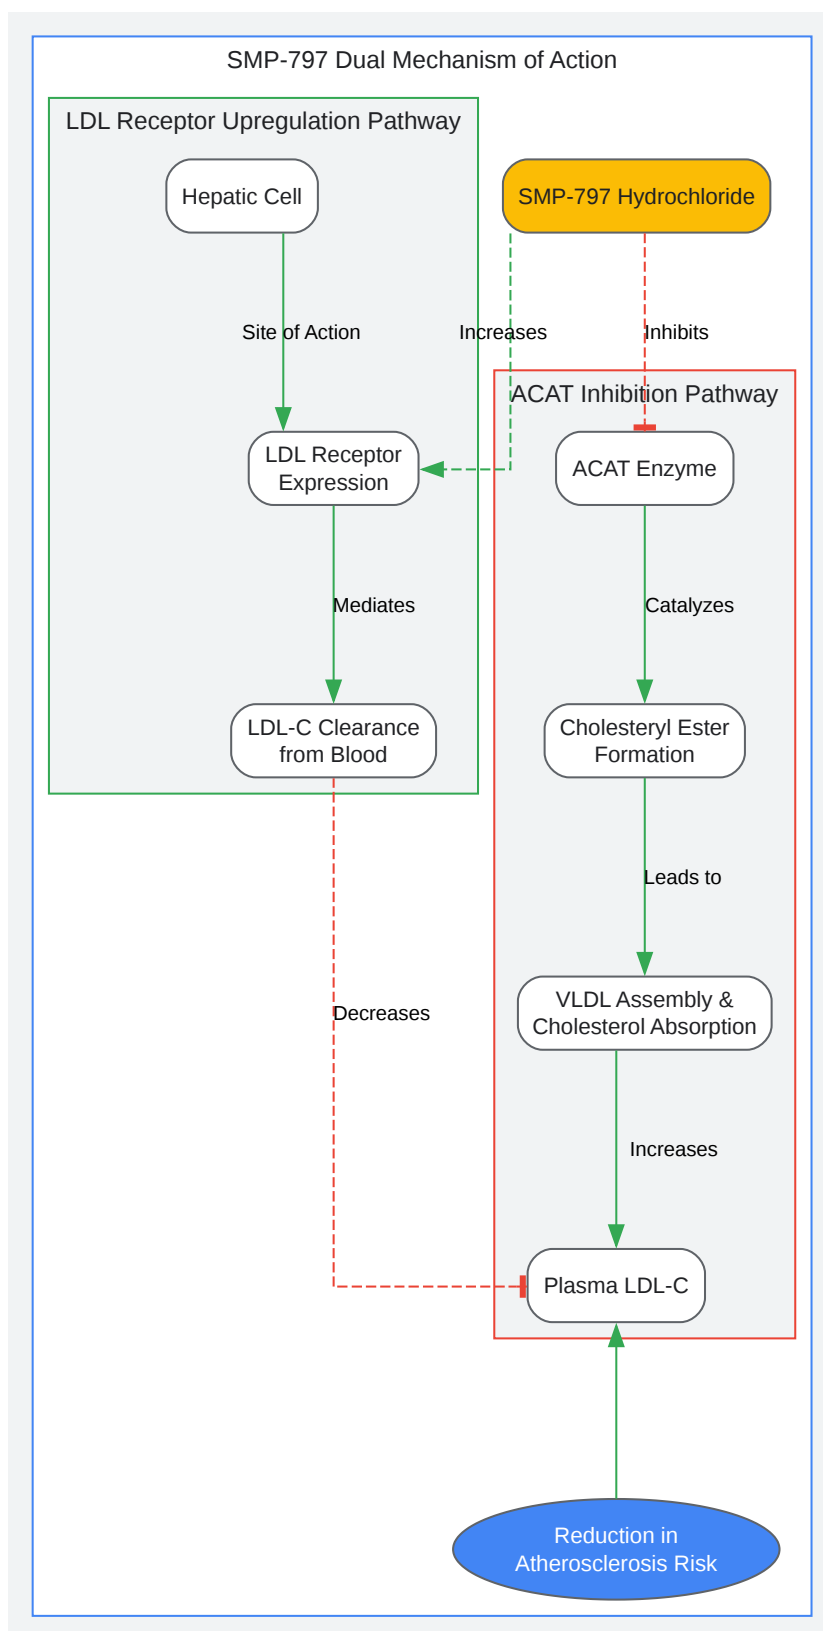 SMP-797 Dual Mechanism of Action
LDL Receptor Upregulation Pathway
Hepatic Cell
SMP-797 Hydrochloride
Site of Action
Increases
Inhibits
ACAT Inhibition Pathway
LDL Receptor
Expression
ACAT Enzyme
Mediates
Catalyzes
LDL-C Clearance
from Blood
Cholesteryl Ester
Formation
Leads to
VLDL Assembly &
Cholesterol Absorption
Decreases
Increases
Plasma LDL-C
Reduction in
Atherosclerosis Risk